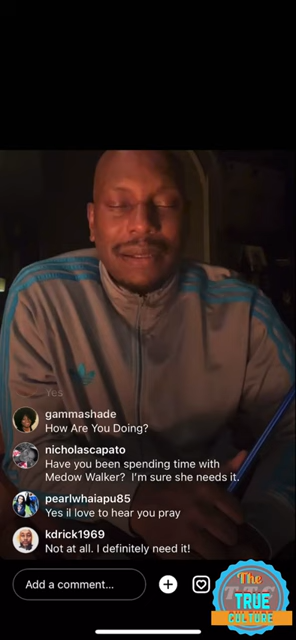 Yes
gammashade
How Are You Doing?
nicholascapato
Have you been spending time with
Medow Walker?  I'm sure she needs it.
pearlwhaiapu85
Yes il love to hear you pray
kdrick1969
Not at all. I definitely need it!
Add a comment...
The
TRUE
CULTURE